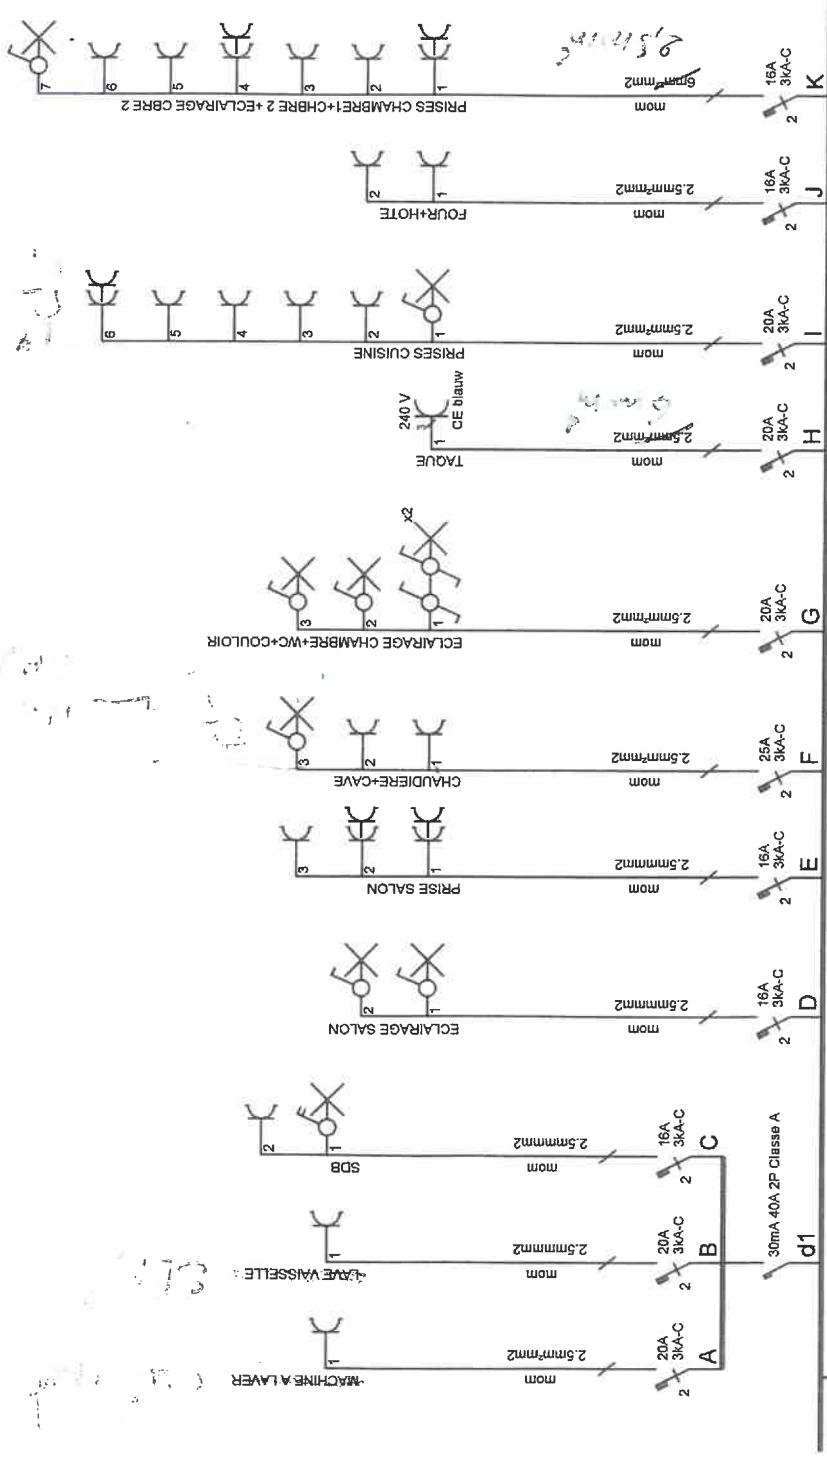 7
6
5
4
3
2
1
PRISES CHAMBRE1+CHBRE 2+ECLAIRAGE CBRE 2
6mm²mm2
mom
16A
3kA-C
2
K
2
1
FOUR+HOTE
2.5mm²mm2
mom
16A
3kA-C
2
J
6
5
4
3
2
1
PRISES CUISINE
2.5mm²mm2
mom
20A
3kA-C
2
I
240 V
CE blauw
1
TAQUE
2.5mm²mm2
mom
20A
3kA-C
2
H
x2
3
2
1
ECLAIRAGE CHAMBRE+WC+COULOIR
2.5mm²mm2
mom
20A
3kA-C
2
G
3
2
1
CHAUDIERE+CAVE
2.5mm²mm2
mom
25A
3kA-C
2
F
3
2
1
PRISE SALON
2.5mmmm2
mom
16A
3kA-C
2
E
2
1
ECLAIRAGE SALON
2.5mmmm2
mom
16A
3kA-C
2
D
2
1
SDB
2.5mmmm2
mom
16A
3kA-C
2
C
1
LAVE VAISSELLE
2.5mmmm2
mom
20A
3kA-C
2
B
1
MACHINE A LAVER
2.5mm²mm2
mom
20A
3kA-C
2
A
30mA 40A 2P Classe A
d1